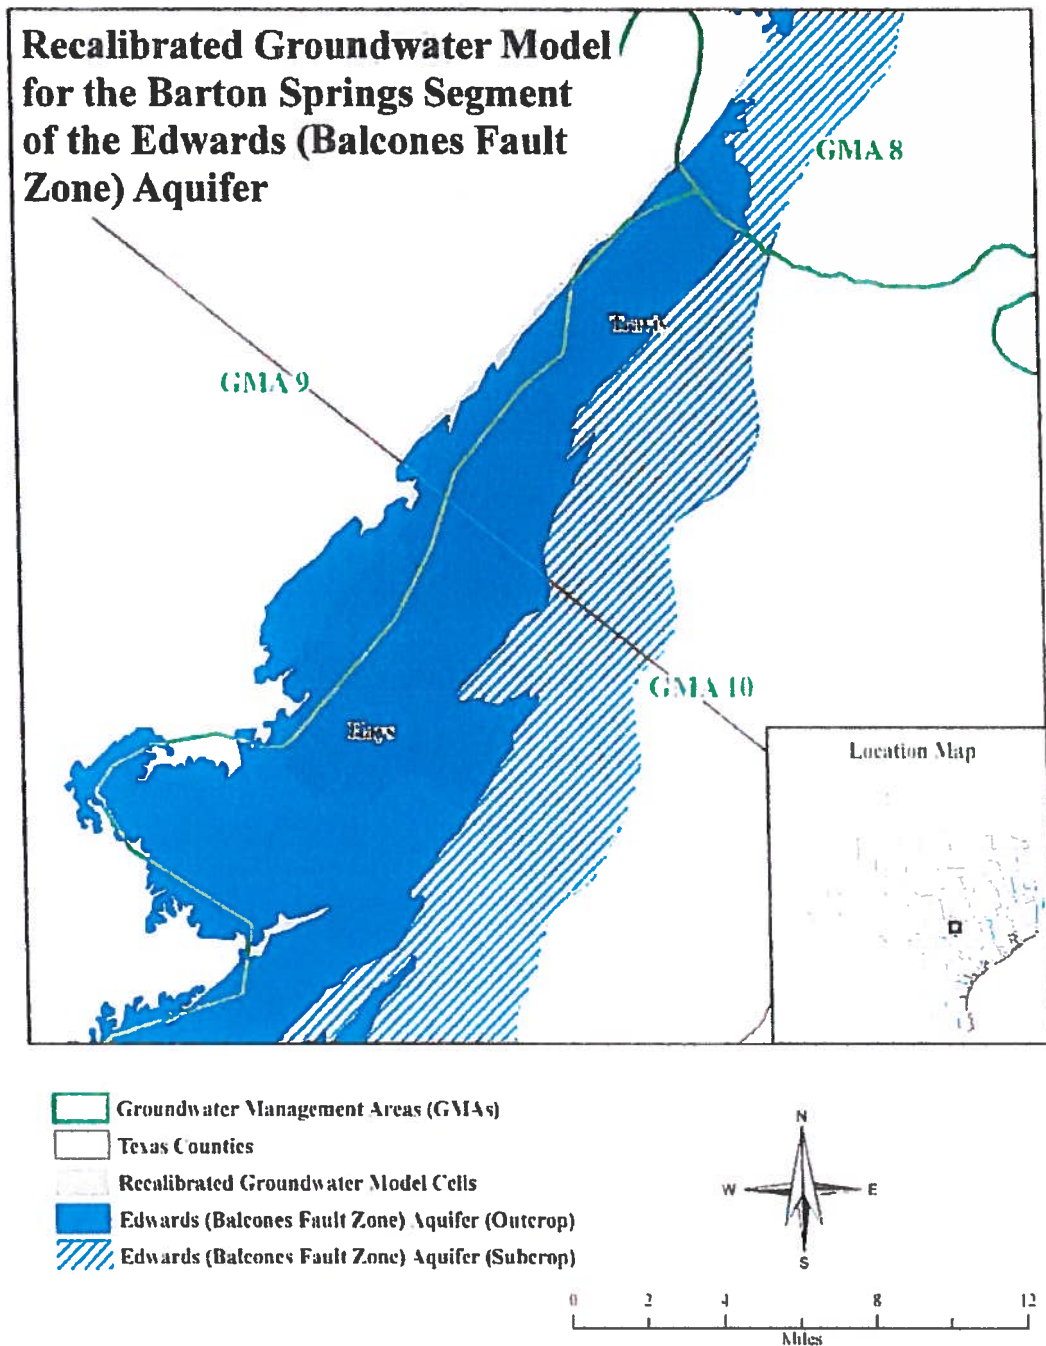 Recalibrated Groundwater Model
for the Barton Springs Segment
of the Edwards (Balcones Fault
Zone) Aquifer
GMA 8
Travis
GMA 9
GMA 10
Hays
Location Map
Groundwater Management Areas (GMAs)
Texas Counties
Recalibrated Groundwater Model Cells
Edwards (Balcones Fault Zone) Aquifer (Outcrop)
Edwards (Balcones Fault Zone) Aquifer (Subcrop)
N
W E
S
0 2 4 8 12
Miles